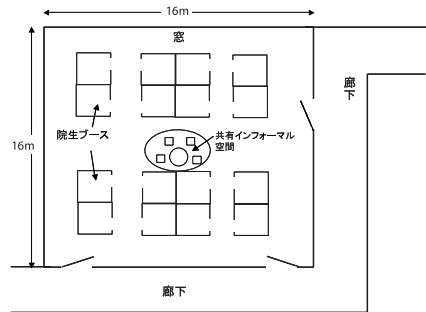 16m
窓
廊下
16m
院生ブース
共有インフォーマル
空間
廊下